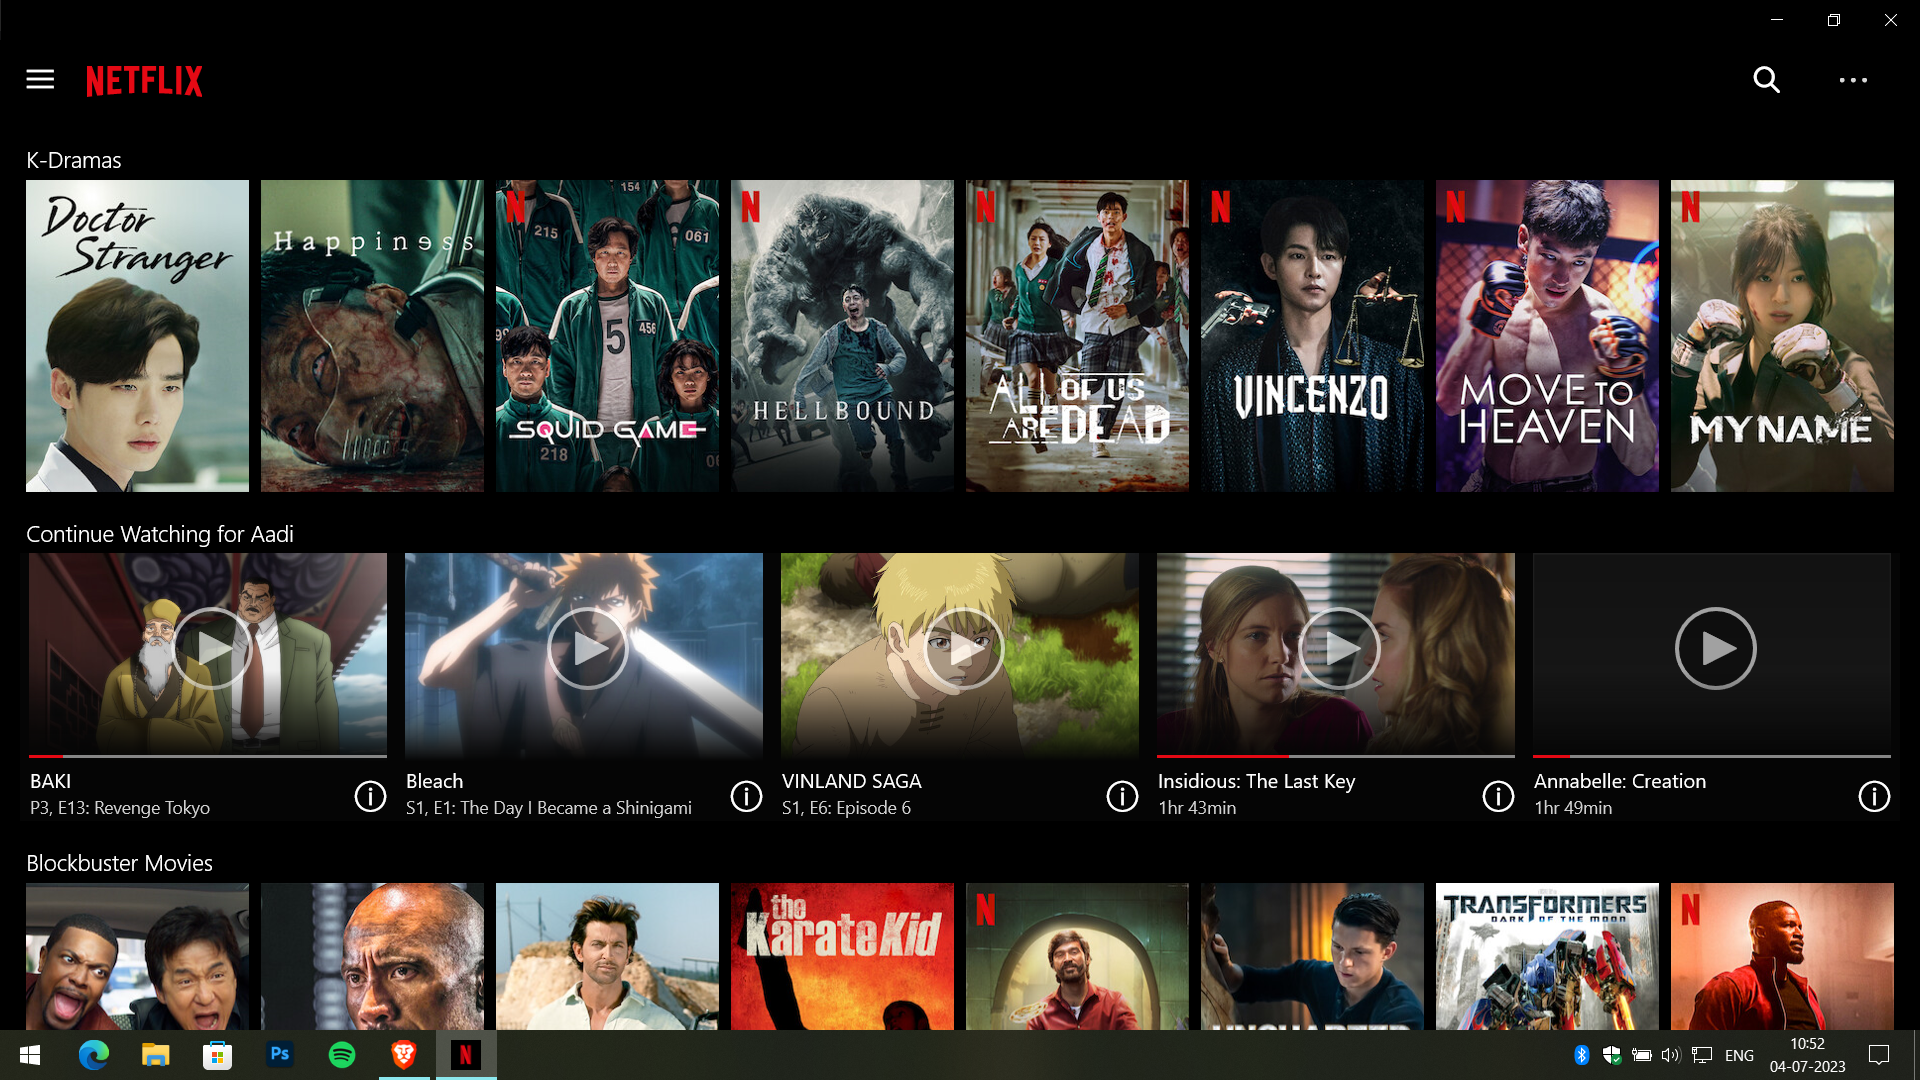 NETFLIX
K-Dramas
Doctor
Stranger
Happiness
154
215
061
5
456
218
SQUID GAME
HELLBOUND
ALL OF US
ARE DEAD
VINCENZO
MOVE TO
HEAVEN
MY NAME
Continue Watching for Aadi
BAKI
P3, E13: Revenge Tokyo
Bleach
S1, E1: The Day I Became a Shinigami
VINLAND SAGA
S1, E6: Episode 6
Insidious: The Last Key
1hr 43min
Annabelle: Creation
1hr 49min
Blockbuster Movies
the
Karate Kid
UNCHARTED
TRANSFORMERS
DARK OF THE MOON
Ps
N
ENG
10:52
04-07-2023